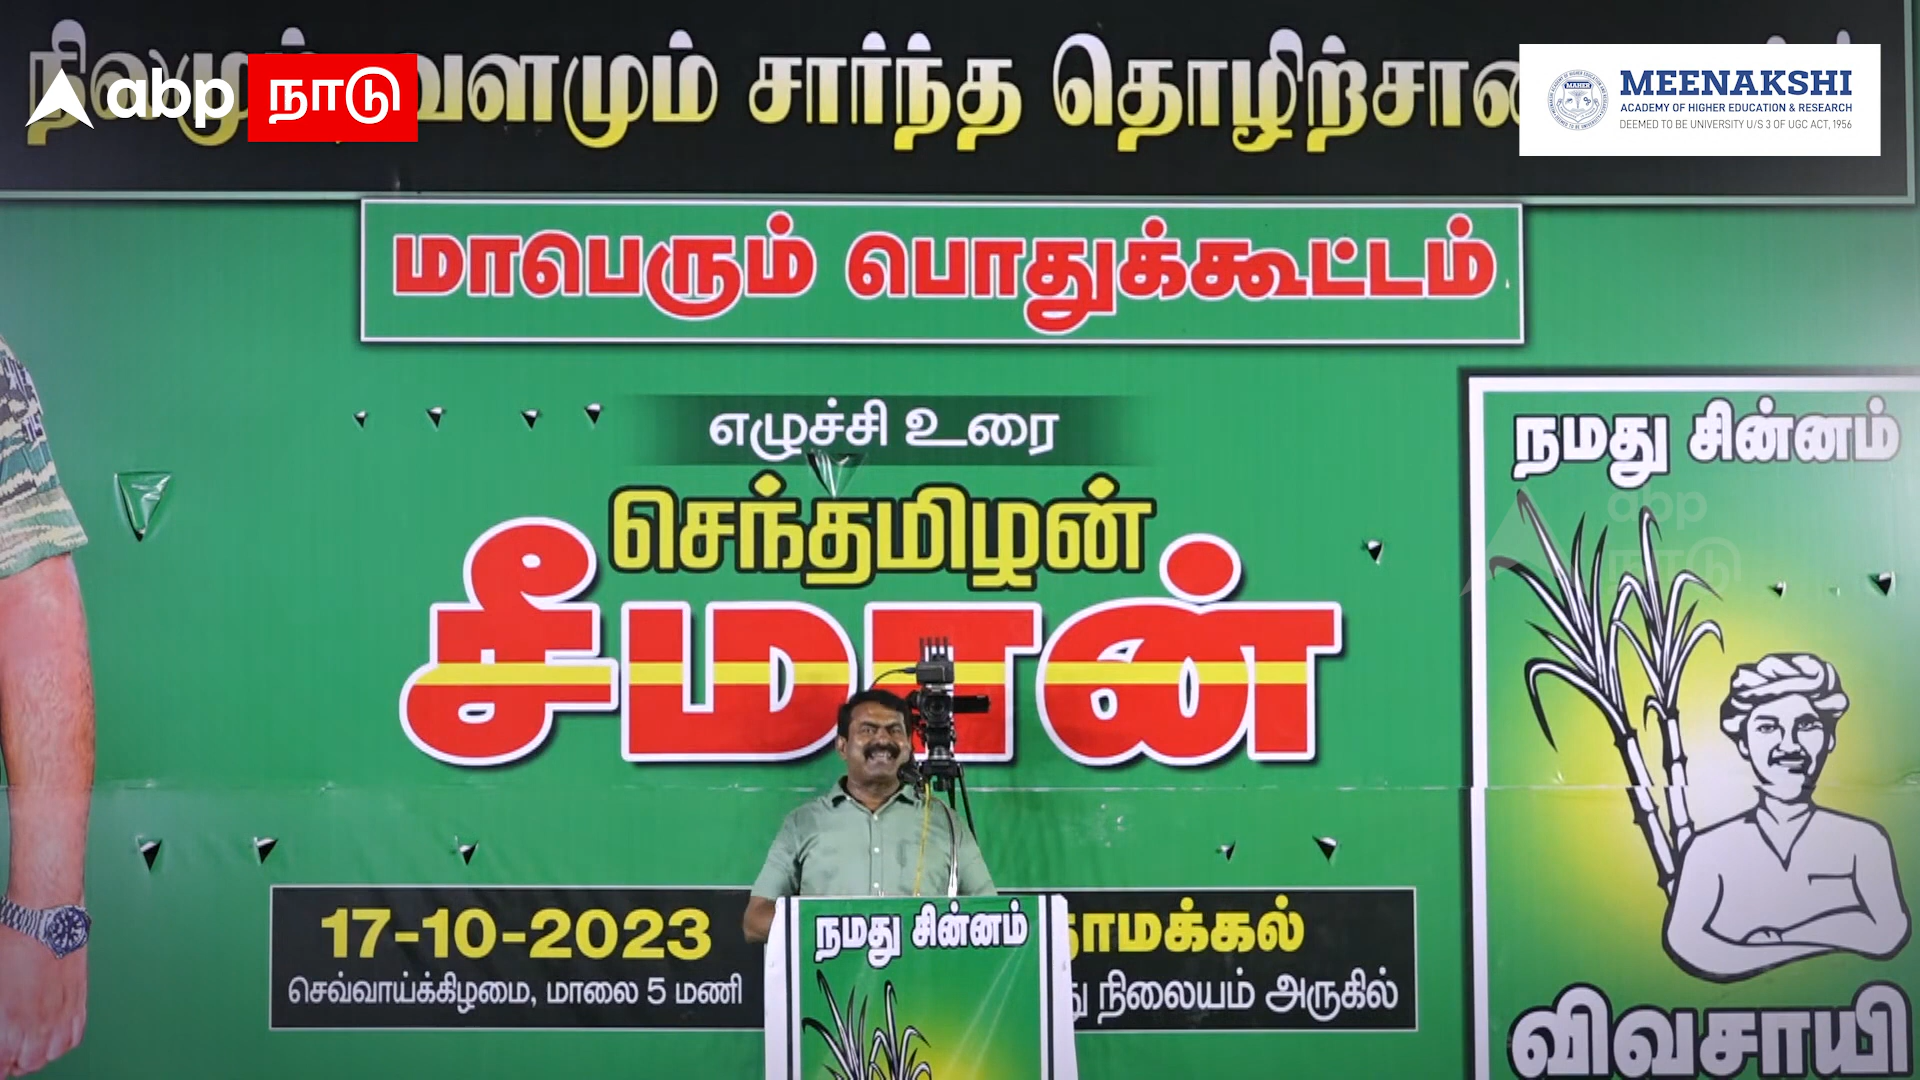 வளமும் சார்ந்த
abp நாடு
MEENAKSHI
ACADEMY OF HIGHER EDUCATION & RESEARCH
DEEMED TO BE UNIVERSITY U/S 3 OF UGC ACT, 1956
மாபெரும் பொதுக்கூட்டம்
எழுச்சி உரை
செந்தமிழன்
சீமான்
நமது சின்னம்
abp
நாடு
விவசாயி
17-10-2023
செவ்வாய்க்கிழமை, மாலை 5 மணி
நாமக்கல்
நிலையம் அருகில்
நமது சின்னம்